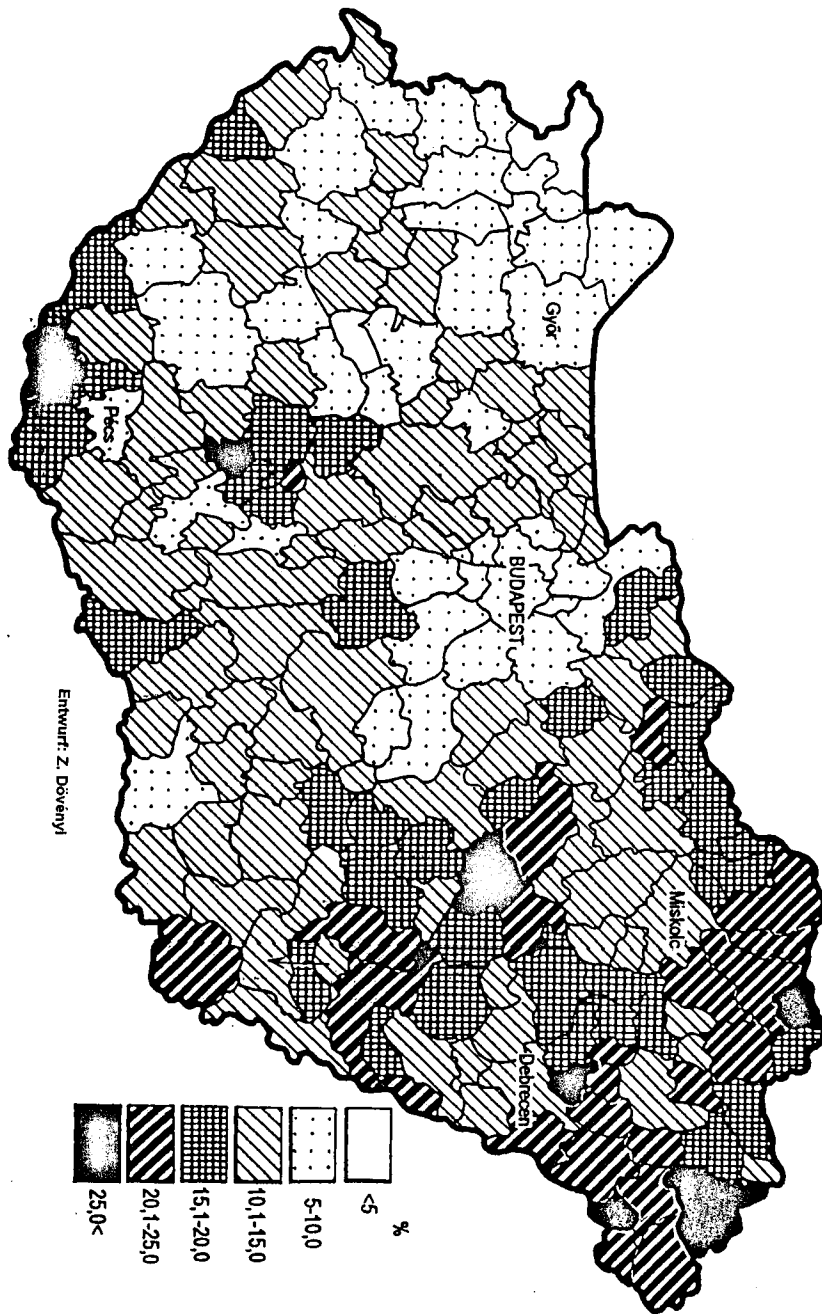 Győr
Pécs
BUDAPEST
Miskolc
Debrecen
Entwurf: Z. Dövényi
%
<5
5-10,0
10,1-15,0
15,1-20,0
20,1-25,0
25,0<